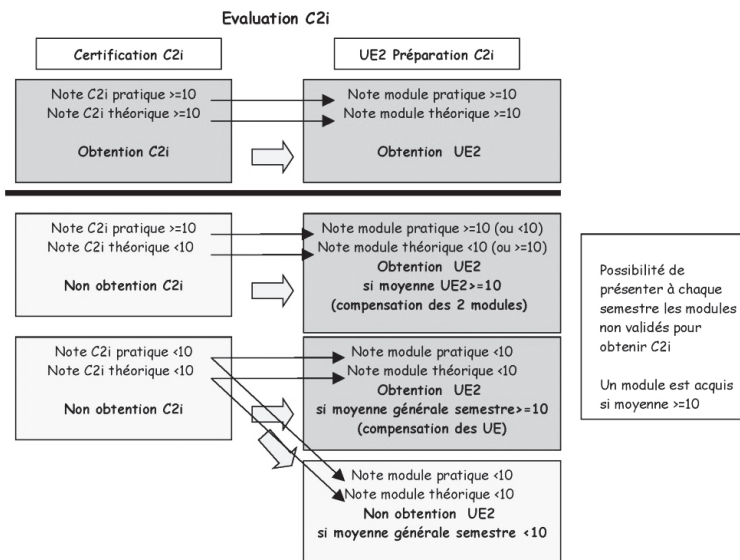 Evaluation C2i
Certification C2i
UE2 Préparation C2i
Note C2i pratique >=10
Note C2i théorique >=10
Obtention C2i
Note module pratique >=10
Note module théorique >=10
Obtention UE2
Note C2i pratique >=10
Note C2i théorique <10
Non obtention C2i
Note module pratique >=10 (ou <10)
Note module théorique <10 (ou >=10)
Obtention UE2
si moyenne UE2>=10
(compensation des 2 modules)
Note C2i pratique <10
Note C2i théorique <10
Non obtention C2i
Note module pratique <10
Note module théorique <10
Obtention UE2
si moyenne générale semestre>=10
(compensation des UE)
Note module pratique <10
Note module théorique <10
Non obtention UE2
si moyenne générale semestre <10
Possibilité de
présenter à chaque
semestre les modules
non validés pour
obtenir C2i
Un module est acquis
si moyenne >=10